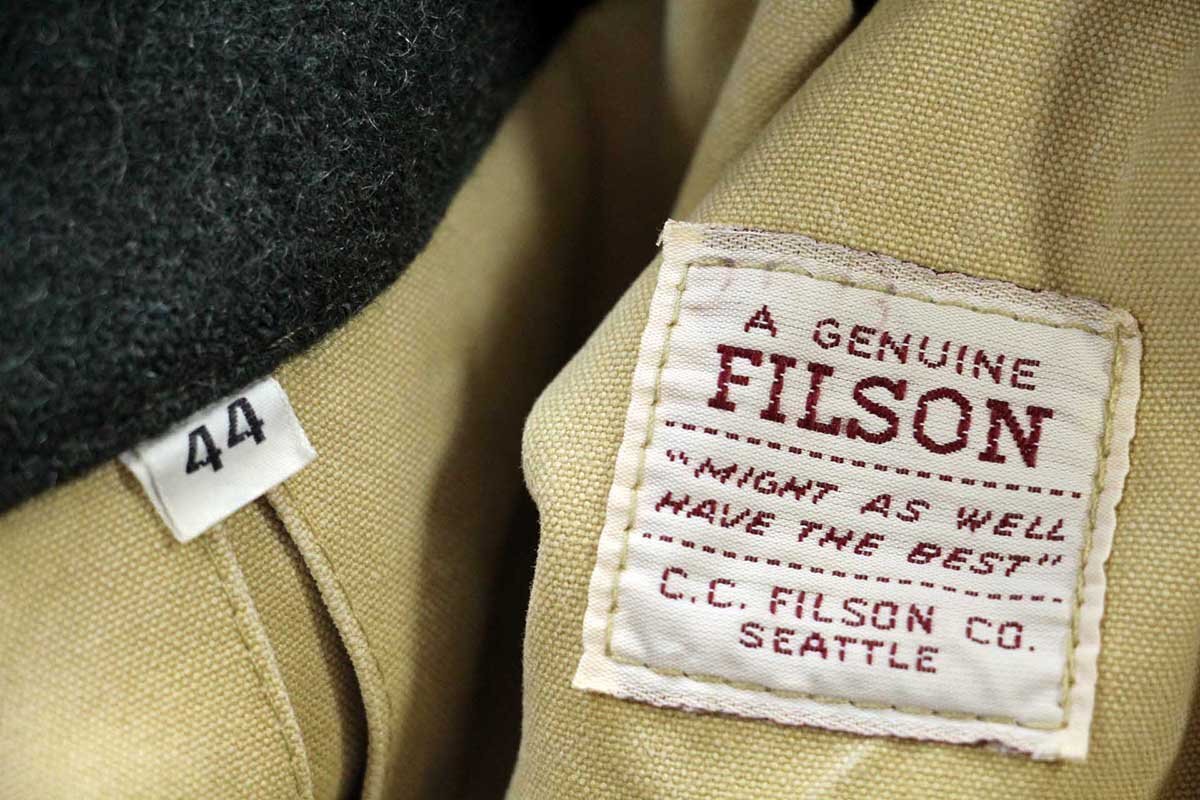 44
A GENUINE
FILSON
"MIGHT AS WELL
HAVE THE BEST"
C.C. FILSON CO.
SEATTLE